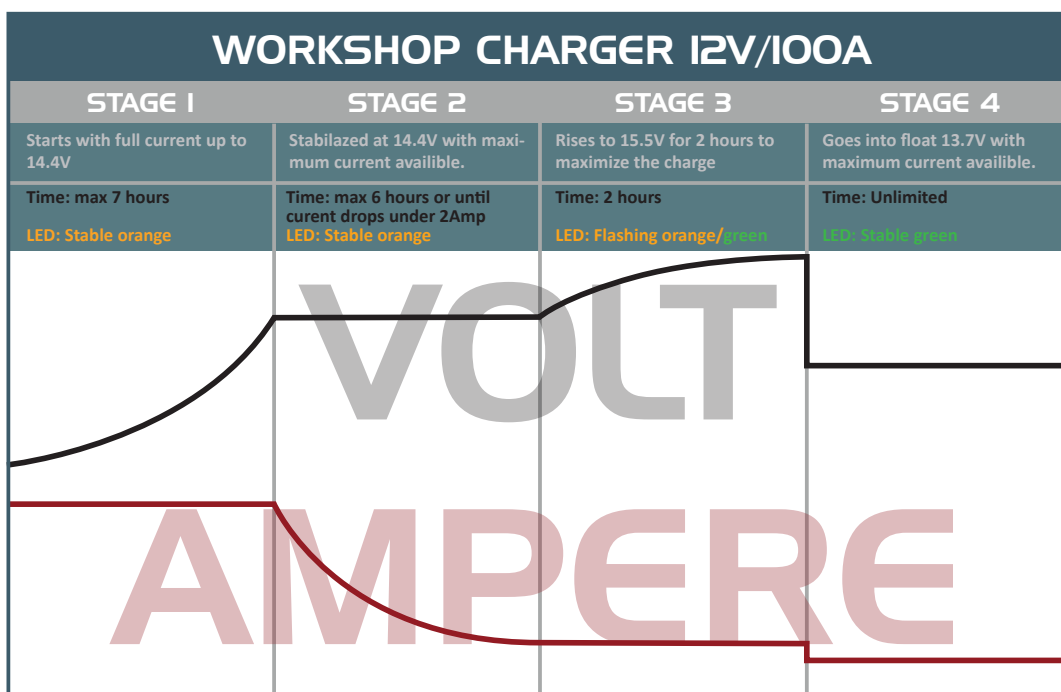 WORKSHOP CHARGER 12V/100A
STAGE 1
STAGE 2
STAGE 3
STAGE 4
Starts with full current up to
14.4V
Stabilazed at 14.4V with maxi-
mum current availible.
Rises to 15.5V for 2 hours to
maximize the charge
Goes into float 13.7V with
maximum current availible.
Time: max 7 hours
LED: Stable orange
Time: max 6 hours or until
curent drops under 2Amp
LED: Stable orange
Time: 2 hours
LED: Flashing orange/green
Time: Unlimited
LED: Stable green
VOLT
AMPERE